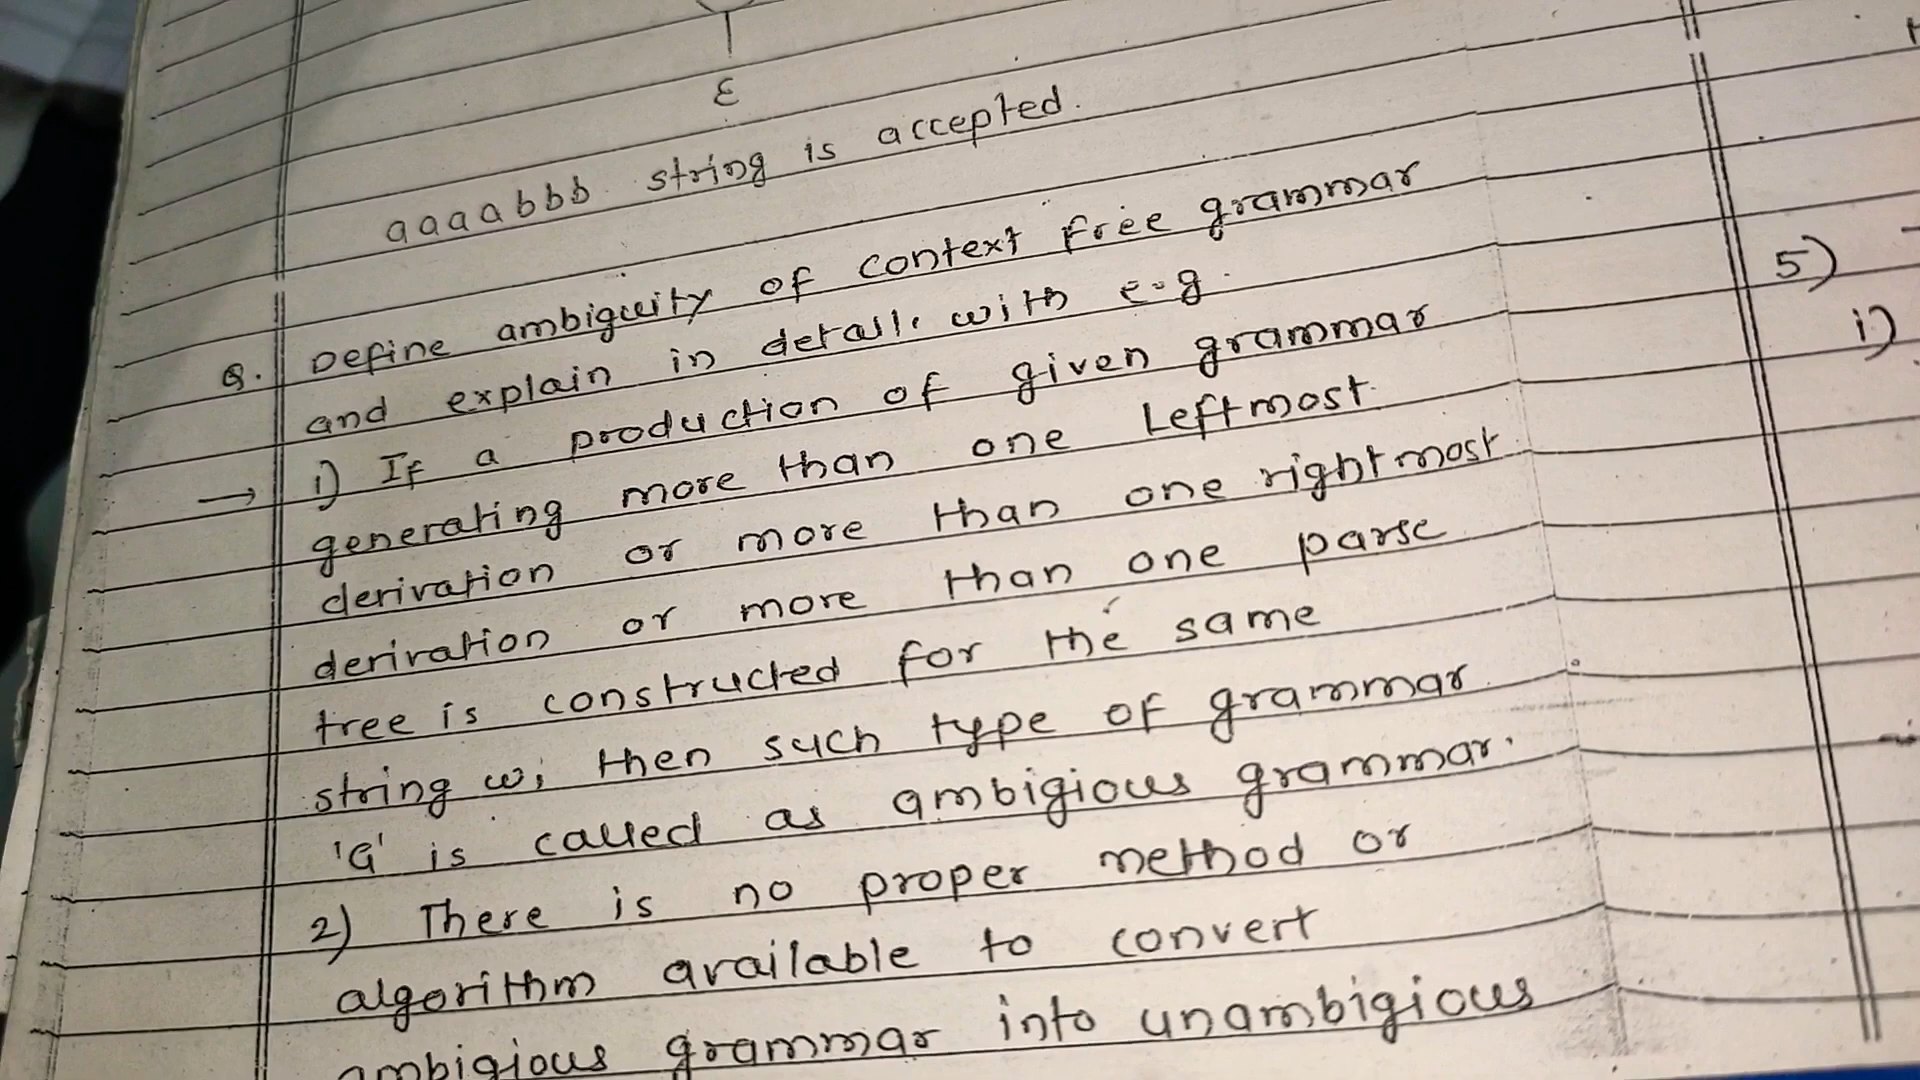 ε
aaaabbb string is accepted.
Q. Define ambiguity of context free grammar
and explain in detail. with e.g.
→ 1) If a production of given grammar
generating more than one Leftmost
derivation or more than one rightmost
derivation or more than one parse
tree is constructed for the same
string w, then such type of grammar
'G' is called as ambigious grammar.
2) There is no proper method or
algorithm available to convert
ambigious grammar into unambigious
5)
i)